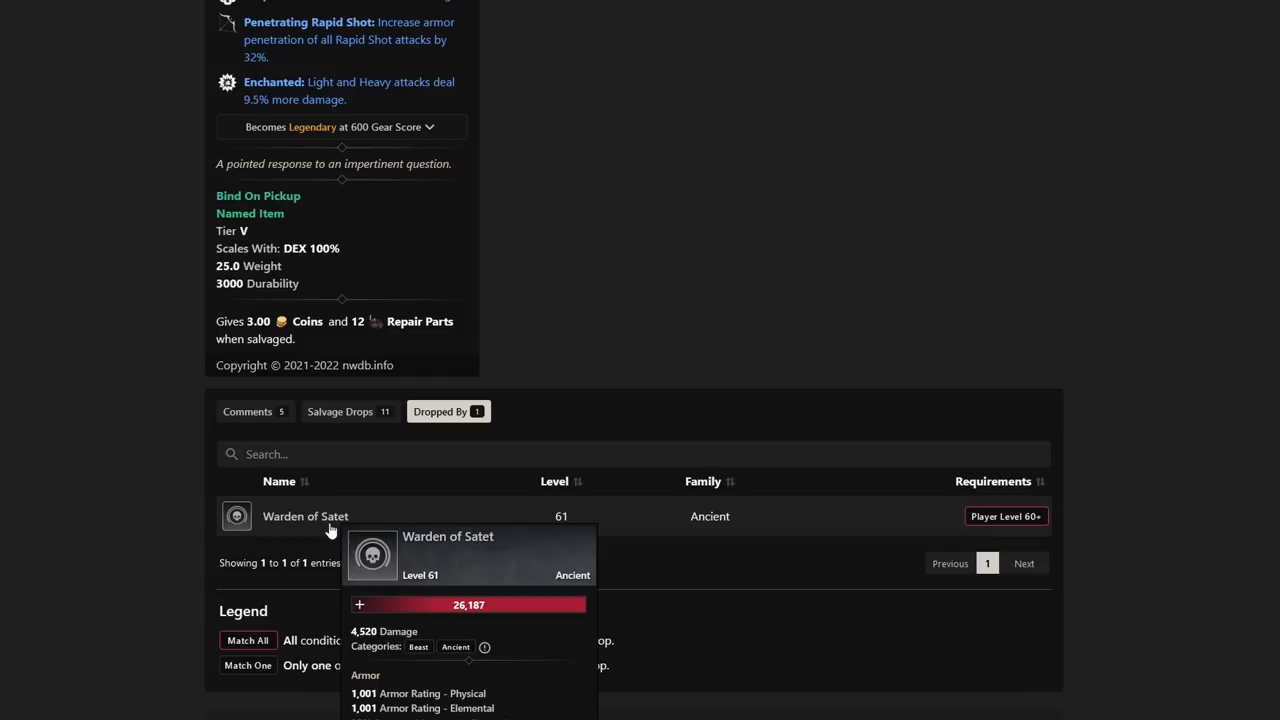 Penetrating Rapid Shot: Increase armor
penetration of all Rapid Shot attacks by
32%.
Enchanted: Light and Heavy attacks deal
9.5% more damage.
Becomes Legendary at 600 Gear Score
A pointed response to an impertinent question.
Bind On Pickup
Named Item
Tier V
Scales With: DEX 100%
25.0 Weight
3000 Durability
Gives 3.00 Coins and 12 Repair Parts
when salvaged.
Copyright © 2021-2022 nwdb.info
Comments 5 Salvage Drops 11 Dropped By 1
Search...
Name Level Family Requirements
Warden of Satet 61 Ancient Player Level 60+
Warden of Satet
Level 61 Ancient
Showing 1 to 1 of 1 entries Previous 1 Next
26,187
4,520 Damage
Categories: Beast Ancient
Armor
1,001 Armor Rating - Physical
1,001 Armor Rating - Elemental
Legend
Match All All
Match One Only one